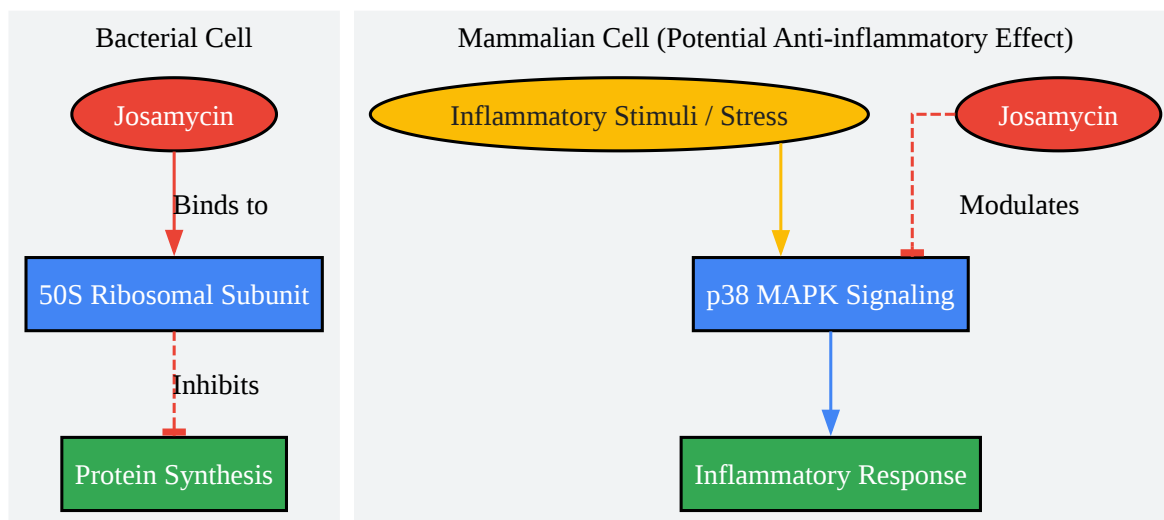 Bacterial Cell
Josamycin
Binds to
50S Ribosomal Subunit
Inhibits
Protein Synthesis
Mammalian Cell (Potential Anti-inflammatory Effect)
Inflammatory Stimuli / Stress
Josamycin
Modulates
p38 MAPK Signaling
Inflammatory Response